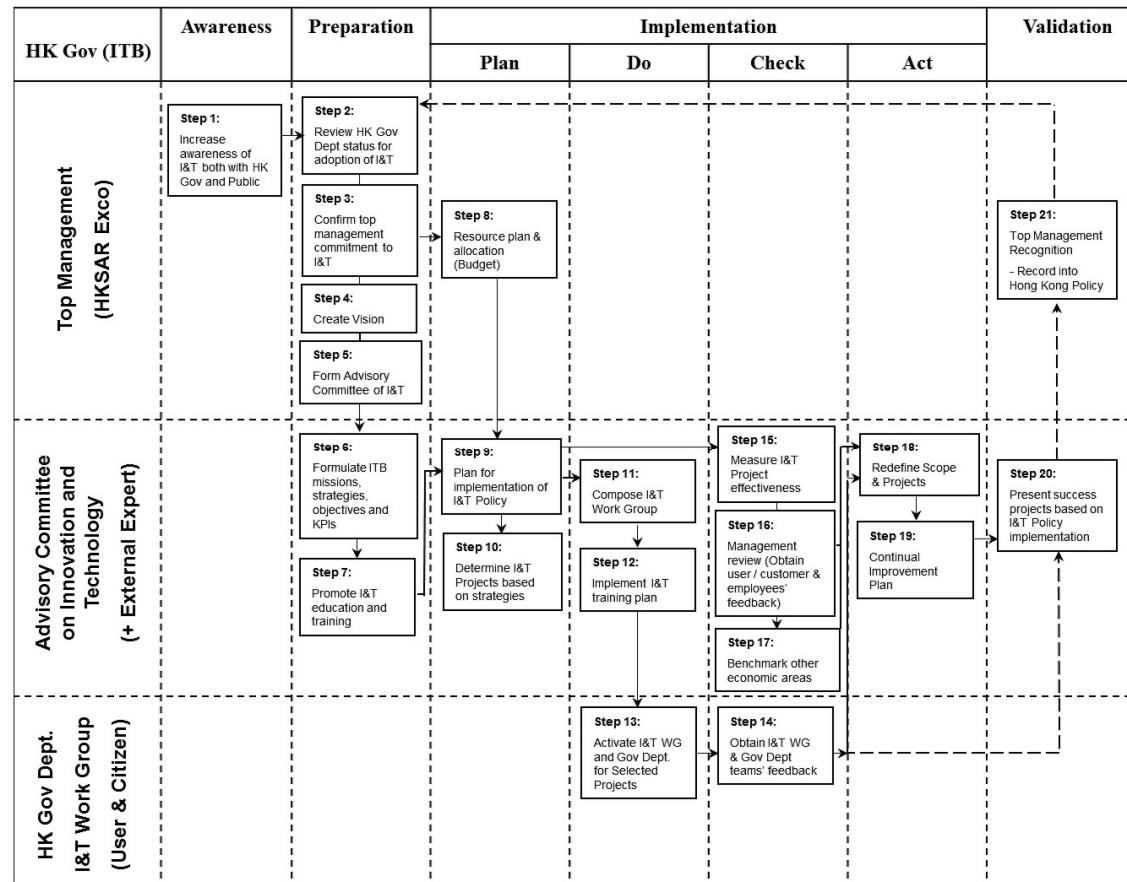 HK Gov (ITB)
Awareness
Preparation
Implementation
Validation
Plan
Do
Check
Act
Top Management
(HKSAR Exco)
Step 1:
Increase
awareness of
I&T both with HK
Gov and Public
Step 2:
Review HK Gov
Dept status for
adoption of I&T
Step 3:
Confirm top
management
commitment to
I&T
Step 4:
Create Vision
Step 5:
Form Advisory
Committee of I&T
Step 8:
Resource plan &
allocation
(Budget)
Step 21:
Top Management
Recognition
- Record into
Hong Kong Policy
Advisory Committee
on Innovation and
Technology
(+ External Expert)
Step 6:
Formulate ITB
missions,
strategies,
objectives and
KPIs
Step 7:
Promote I&T
education and
training
Step 9:
Plan for
implementation of
I&T Policy
Step 10:
Determine I&T
Projects based
on strategies
Step 11:
Compose I&T
Work Group
Step 12:
Implement I&T
training plan
Step 15:
Measure I&T
Project
effectiveness
Step 16:
Management
review (Obtain
user / customer &
employees'
feedback)
Step 17:
Benchmark other
economic areas
Step 18:
Redefine Scope
& Projects
Step 19:
Continual
Improvement
Plan
Step 20:
Present success
projects based on
I&T Policy
implementation
HK Gov Dept.
I&T Work Group
(User & Citizen)
Step 13:
Activate I&T WG
and Gov Dept.
for Selected
Projects
Step 14:
Obtain I&T WG
& Gov Dept
teams' feedback